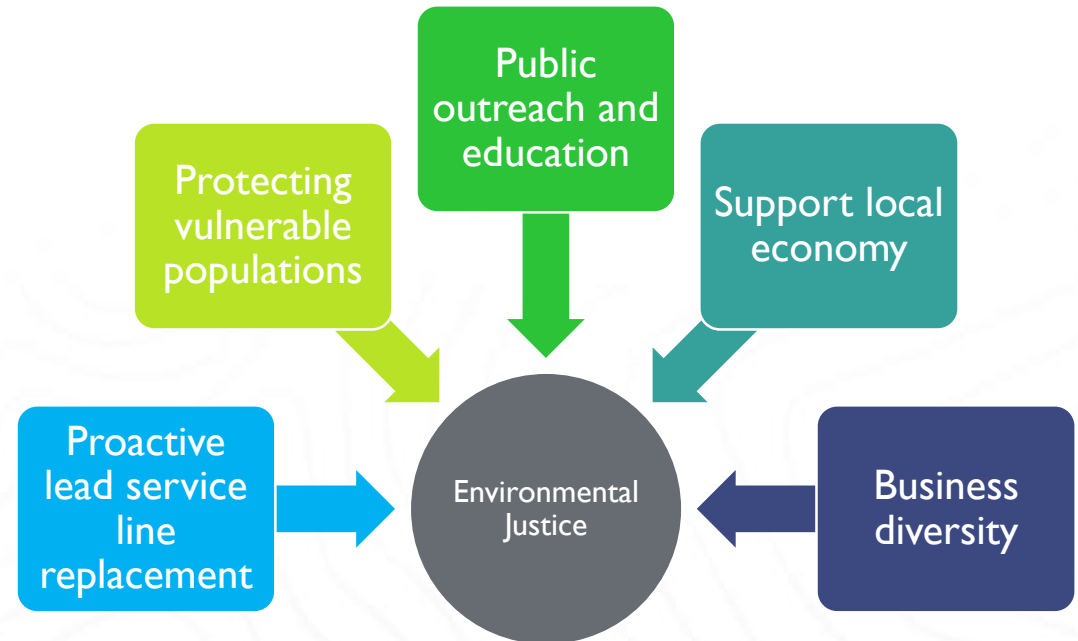 Public
outreach and
education
Protecting
vulnerable
populations
Support local
economy
Proactive
lead service
line
replacement
Environmental
Justice
Business
diversity